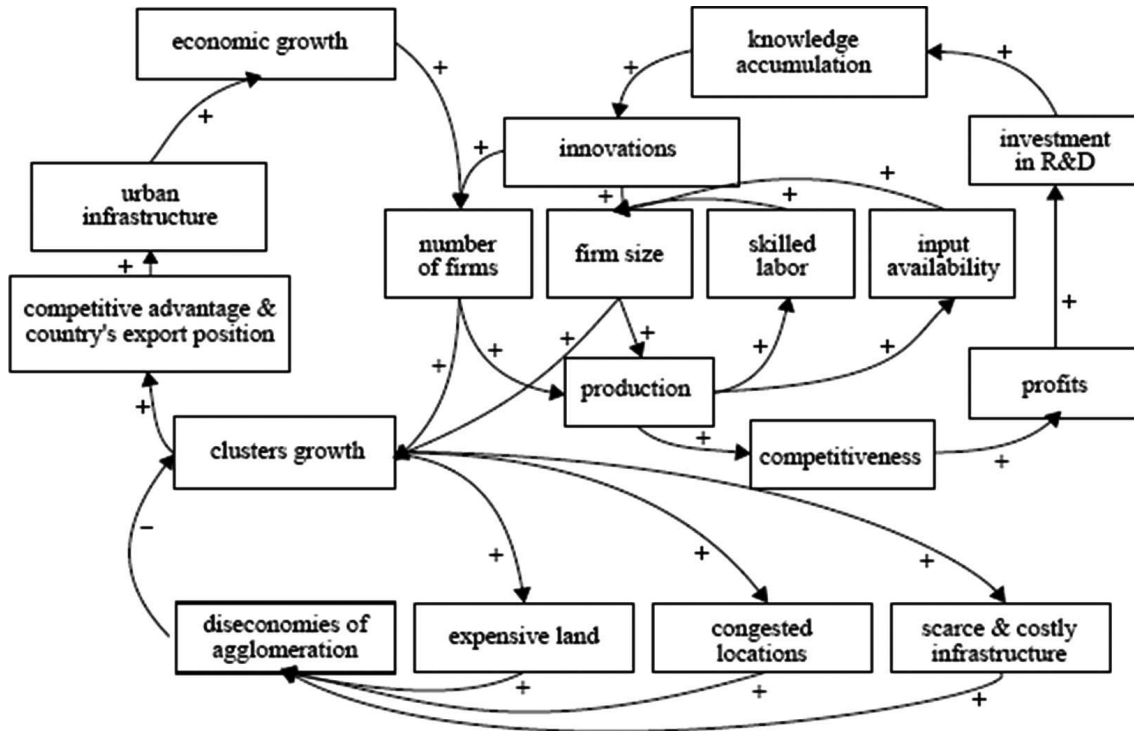 economic growth
knowledge
accumulation
+
+
+
+
innovations
investment
in R&D
+
urban
infrastructure
+
+
+
+
number
of firms
firm size
skilled
labor
input
availability
+
competitive advantage &
country's export position
+
+
+
+
+
+
+
production
profits
+
clusters growth
+
competitiveness
+
−
+
+
+
diseconomies of
agglomeration
expensive land
congested
locations
scarce & costly
infrastructure
+
+
+